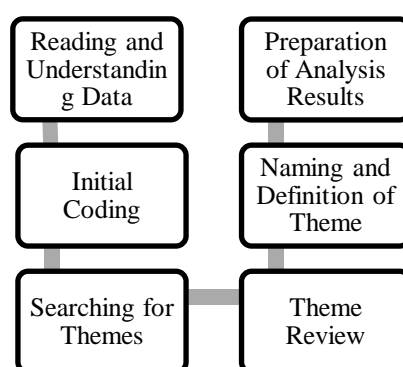 Reading and
Understandin
g Data
Initial
Coding
Searching for
Themes
Theme
Review
Naming and
Definition of
Theme
Preparation
of Analysis
Results